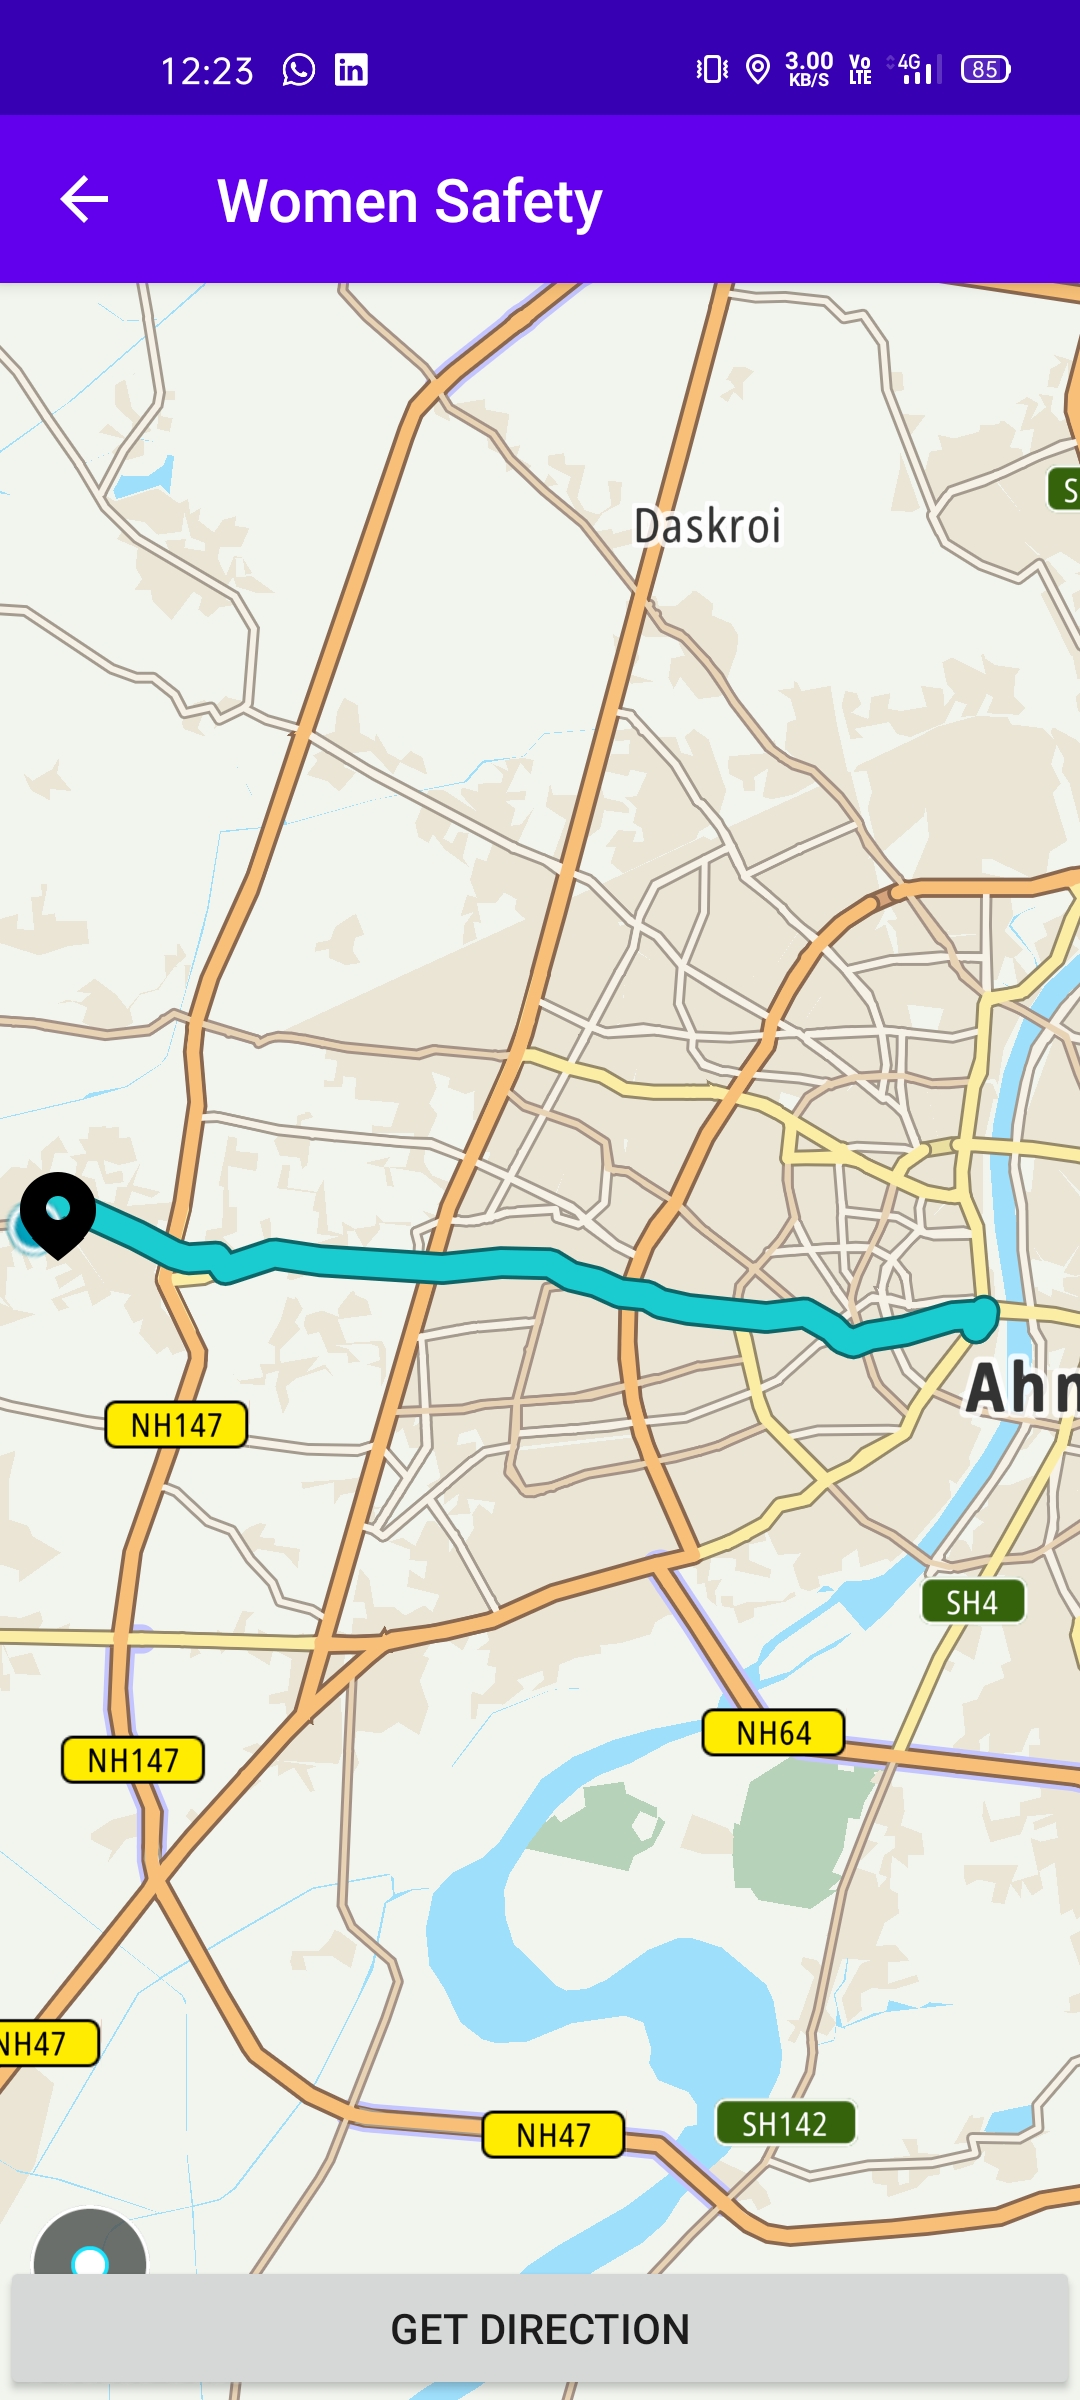 12:23
3.00
KB/S
Vo
LTE
4G
85
Women Safety
S
Daskroi
Ahm
NH147
SH4
NH64
NH147
NH47
NH47
SH142
GET DIRECTION